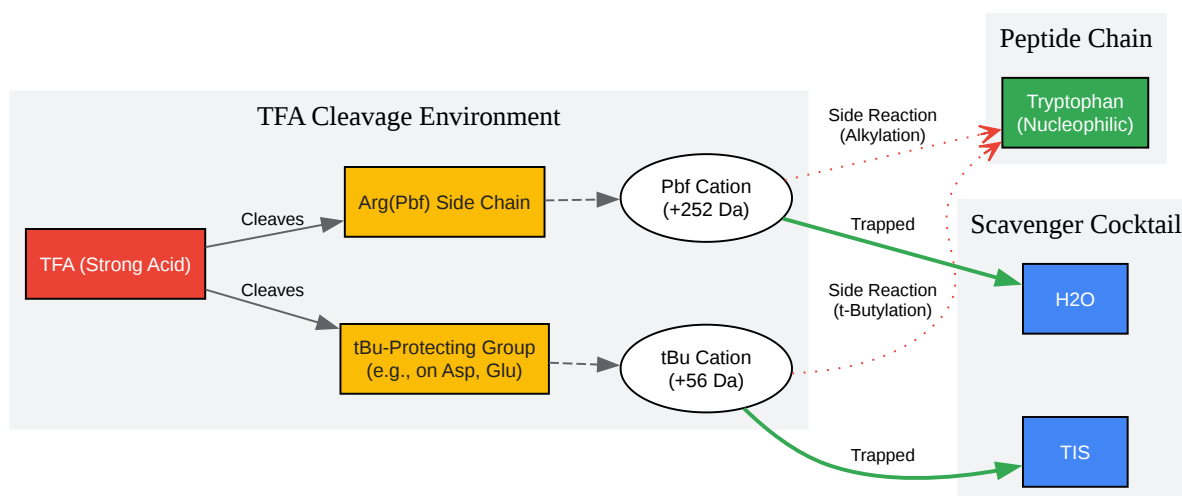 Peptide Chain
Tryptophan
(Nucleophilic)
TFA Cleavage Environment
Side Reaction
(Alkylation)
Arg(Pbf) Side Chain
Pbf Cation
(+252 Da)
Cleaves
Trapped
Scavenger Cocktail
TFA (Strong Acid)
H2O
Cleaves
Side Reaction
(t-Butylation)
tBu-Protecting Group
(e.g., on Asp, Glu)
tBu Cation
(+56 Da)
Trapped
TIS